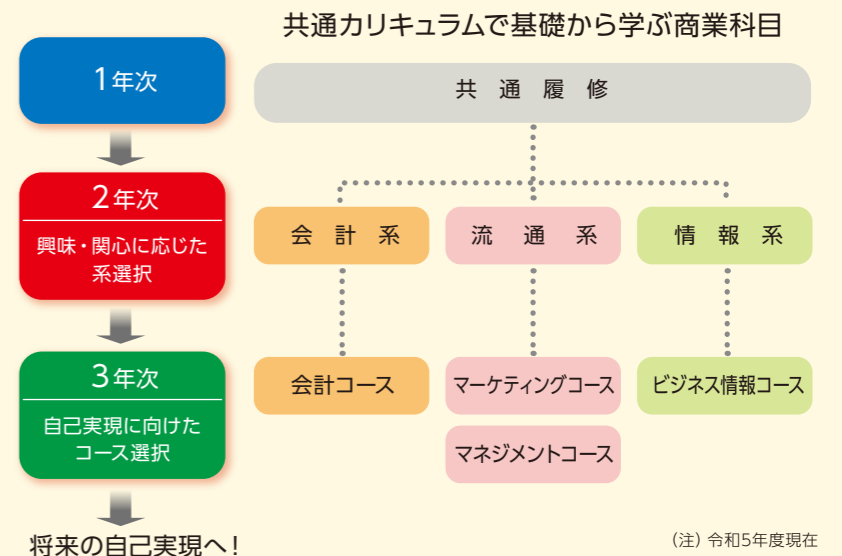 共通カリキュラムで基礎から学ぶ商業科目
1年次
共通履修
2年次
興味・関心に応じた
系選択
会計系
流通系
情報系
3年次
自己実現に向けた
コース選択
会計コース
マーケティングコース
ビジネス情報コース
マネジメントコース
将来の自己実現へ!
(注) 令和5年度現在